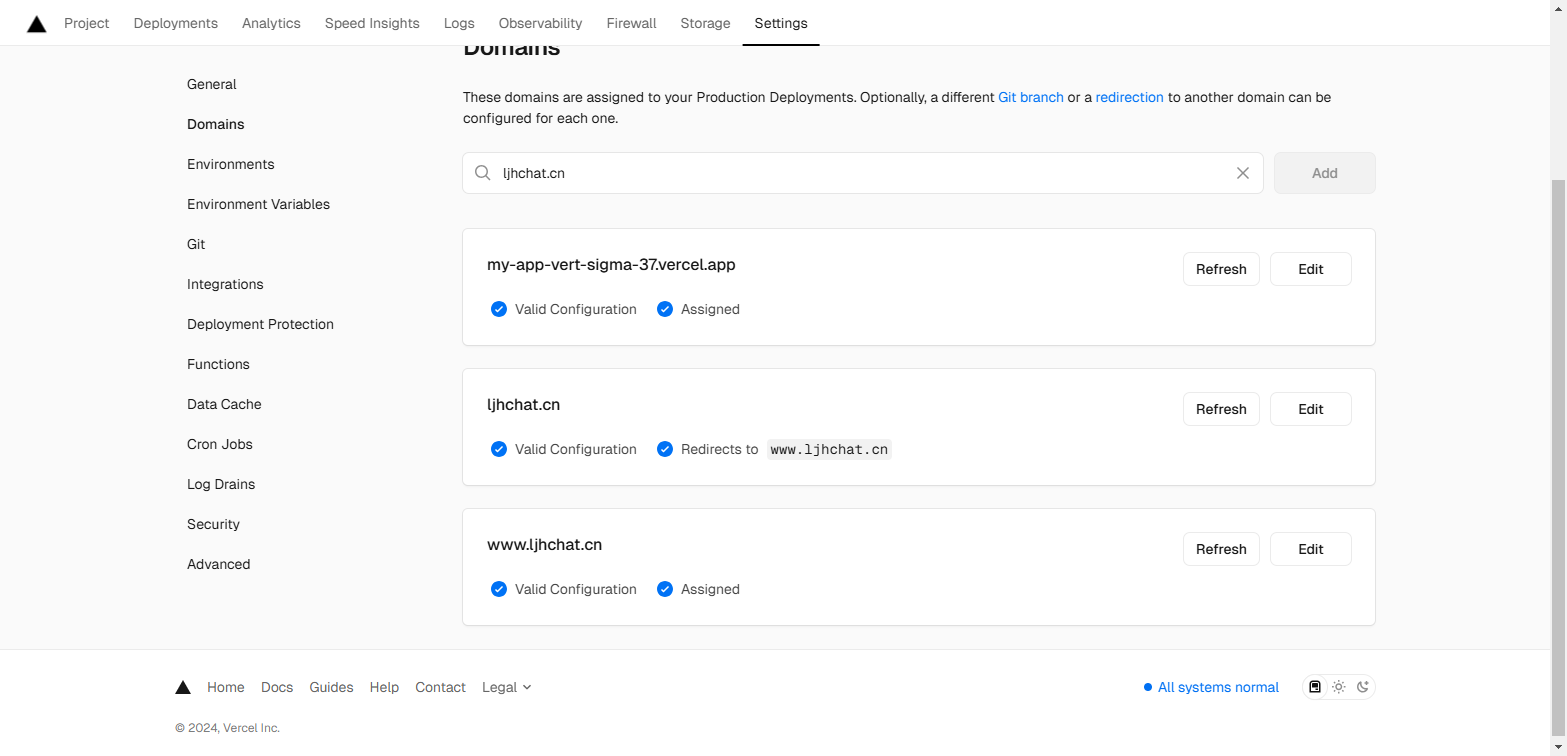 Project Deployments Analytics Speed Insights Logs Observability Firewall Storage Settings
Domains
General
Domains
Environments
Environment Variables
Git
Integrations
Deployment Protection
Functions
Data Cache
Cron Jobs
Log Drains
Security
Advanced
These domains are assigned to your Production Deployments. Optionally, a different Git branch or a redirection to another domain can be
configured for each one.
ljhchat.cn
Add
my-app-vert-sigma-37.vercel.app
Refresh Edit
Valid Configuration Assigned
ljhchat.cn
Refresh Edit
Valid Configuration Redirects to www.ljhchat.cn
www.ljhchat.cn
Refresh Edit
Valid Configuration Assigned
Home Docs Guides Help Contact Legal
All systems normal
© 2024, Vercel Inc.